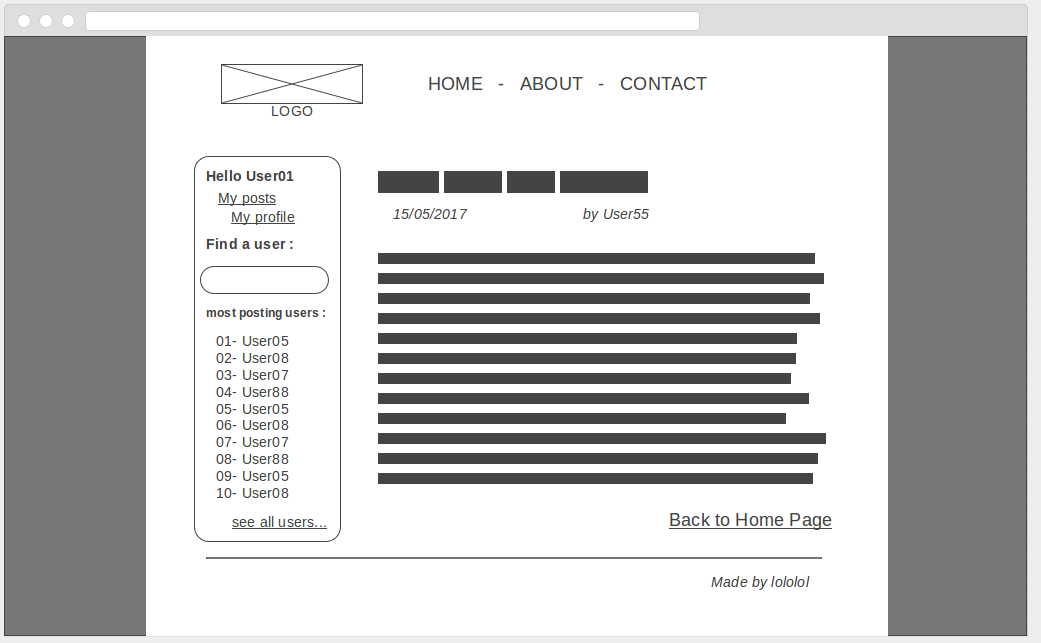 LOGO
HOME - ABOUT - CONTACT
Hello User01
My posts
My profile
Find a user :
most posting users :
01- User05
02- User08
03- User07
04- User88
05- User05
06- User08
07- User07
08- User88
09- User05
10- User08
see all users...
15/05/2017 by User55
Back to Home Page
Made by lololol